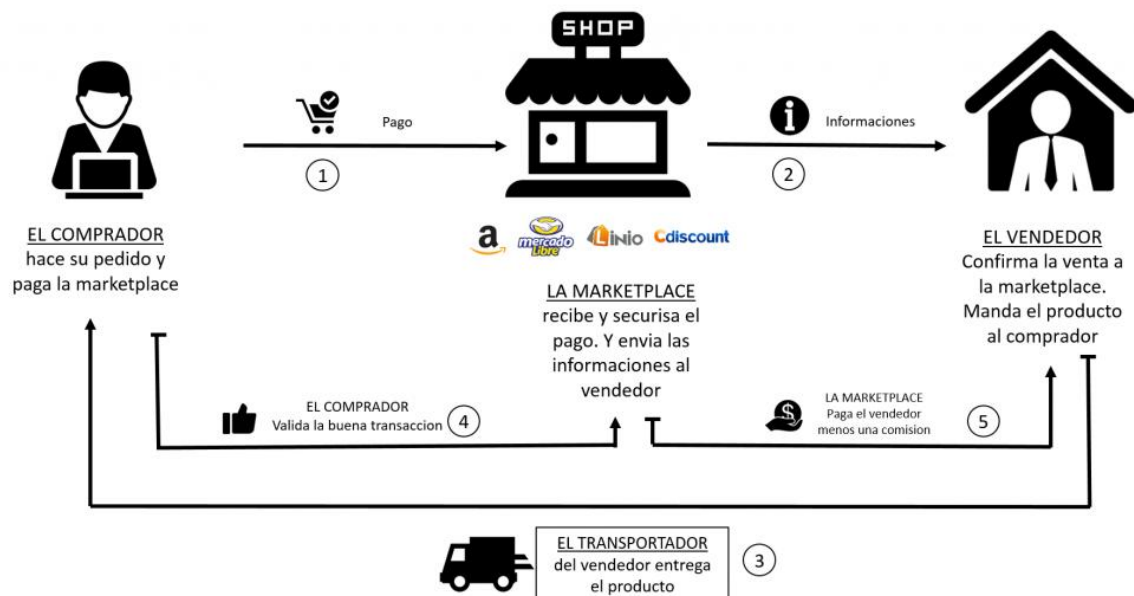 SHOP
Pago
1
Informaciones
2
EL COMPRADOR
hace su pedido y
paga la marketplace
a
mercado
Libre
Linio
Cdiscount
LA MARKETPLACE
recibe y securisa el
pago. Y envia las
informaciones al
vendedor
EL VENDEDOR
Confirma la venta a
la marketplace.
Manda el producto
al comprador
EL COMPRADOR
Valida la buena transaccion
4
LA MARKETPLACE
Paga el vendedor
menos una comision
5
EL TRANSPORTADOR
del vendedor entrega
el producto
3